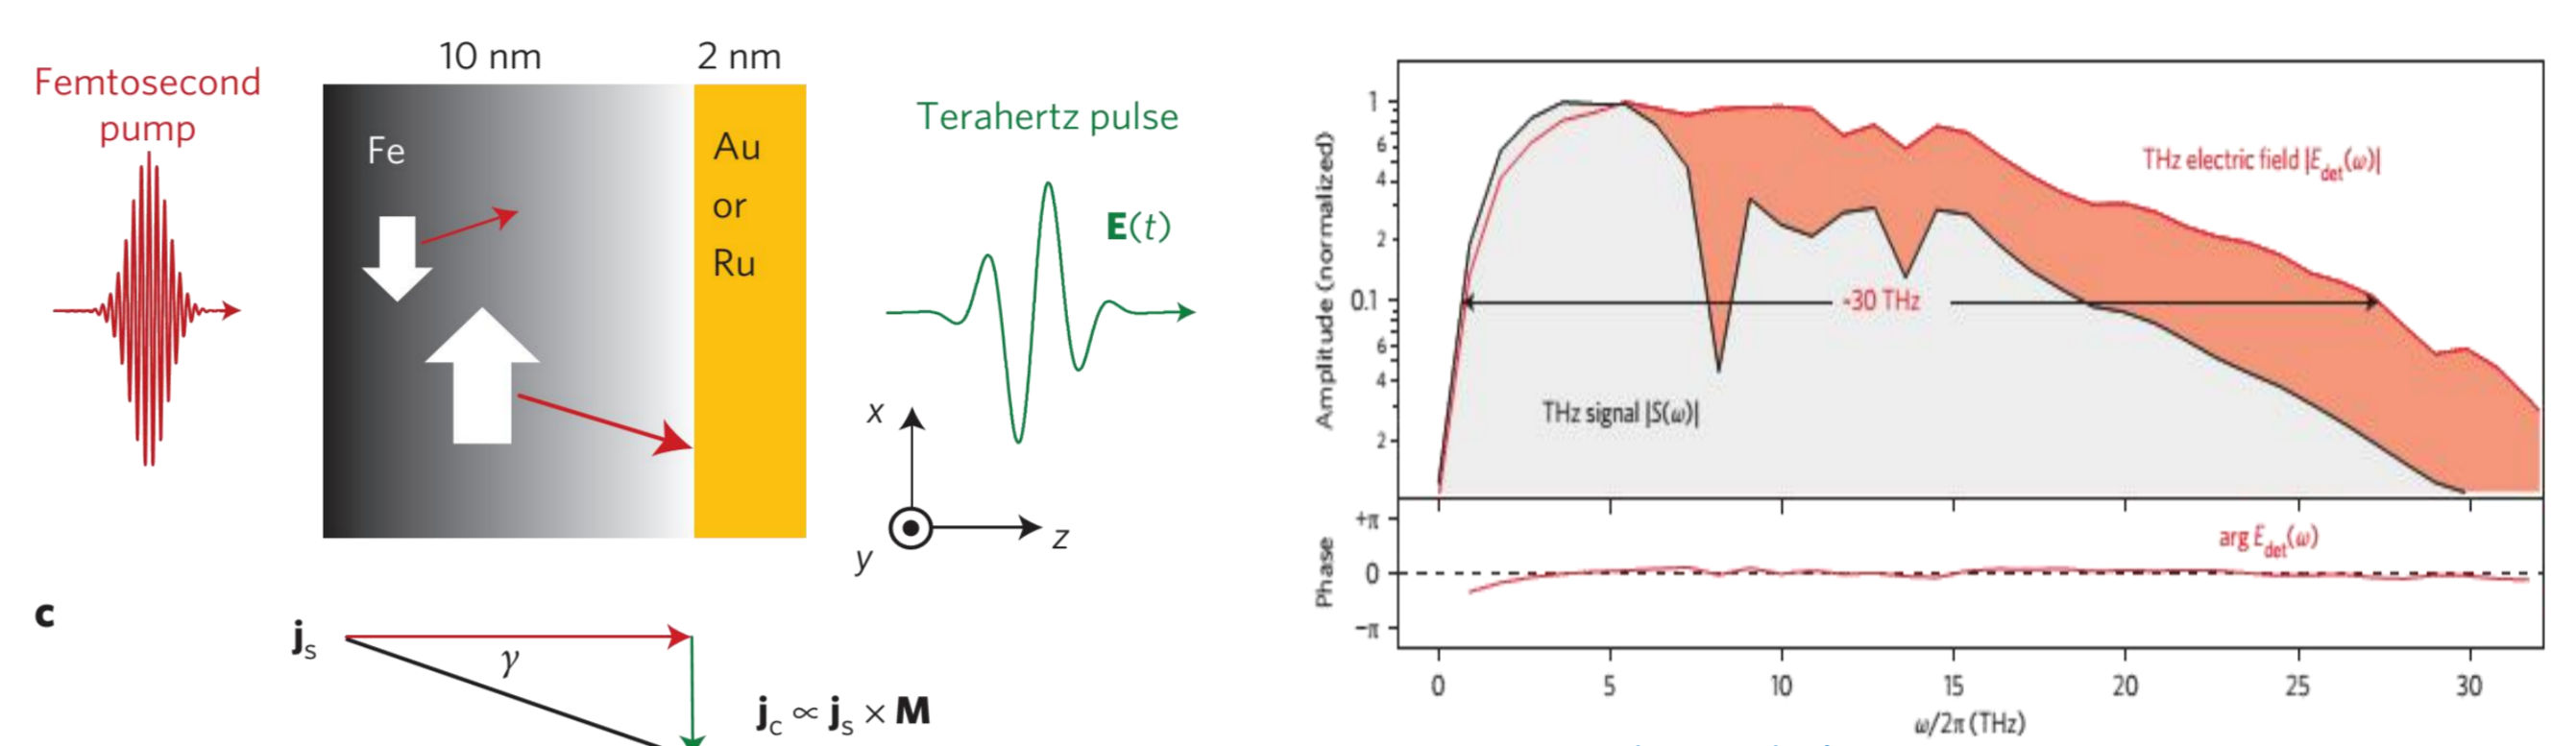 Femtosecond
pump
10 nm
2 nm
Fe
Au
or
Ru
Terahertz pulse
E(t)
x
y
z
c
j_s
γ
j_c ∝ j_s × M
Amplitude (normalized)
1
6
4
2
0.1
6
4
2
THz electric field |E_det(ω)|
~30 THz
THz signal |S(ω)|
Phase
+π
0
−π
arg E_det(ω)
0 5 10 15 20 25 30
ω/2π (THz)